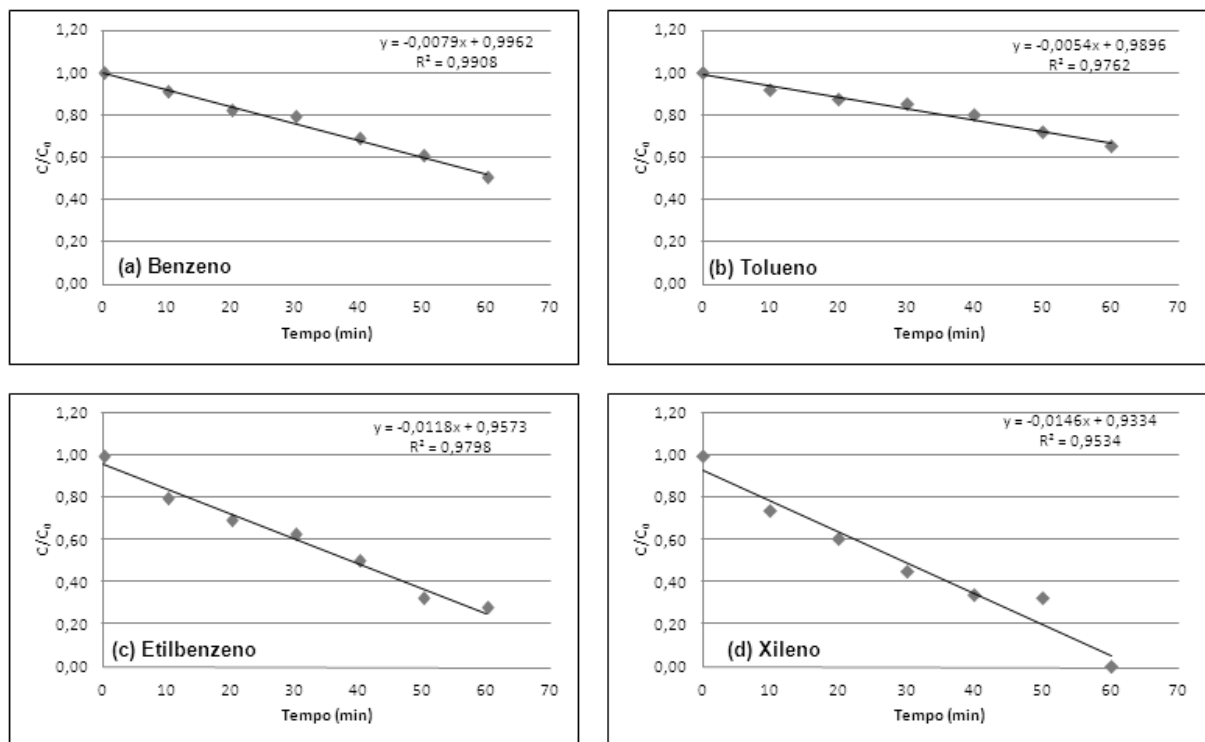 y = -0,0079x + 0,9962
R² = 0,9908
1,20
1,00
0,80
0,60
0,40
0,20
0,00
C/C₀
(a) Benzeno
0 10 20 30 40 50 60 70
Tempo (min)
y = -0,0054x + 0,9896
R² = 0,9762
1,20
1,00
0,80
0,60
0,40
0,20
0,00
C/C₀
(b) Tolueno
0 10 20 30 40 50 60 70
Tempo (min)
y = -0,0118x + 0,9573
R² = 0,9798
1,20
1,00
0,80
0,60
0,40
0,20
0,00
C/C₀
(c) Etilbenzeno
0 10 20 30 40 50 60 70
Tempo (min)
y = -0,0146x + 0,9334
R² = 0,9534
1,20
1,00
0,80
0,60
0,40
0,20
0,00
C/C₀
(d) Xileno
0 10 20 30 40 50 60 70
Tempo (min)